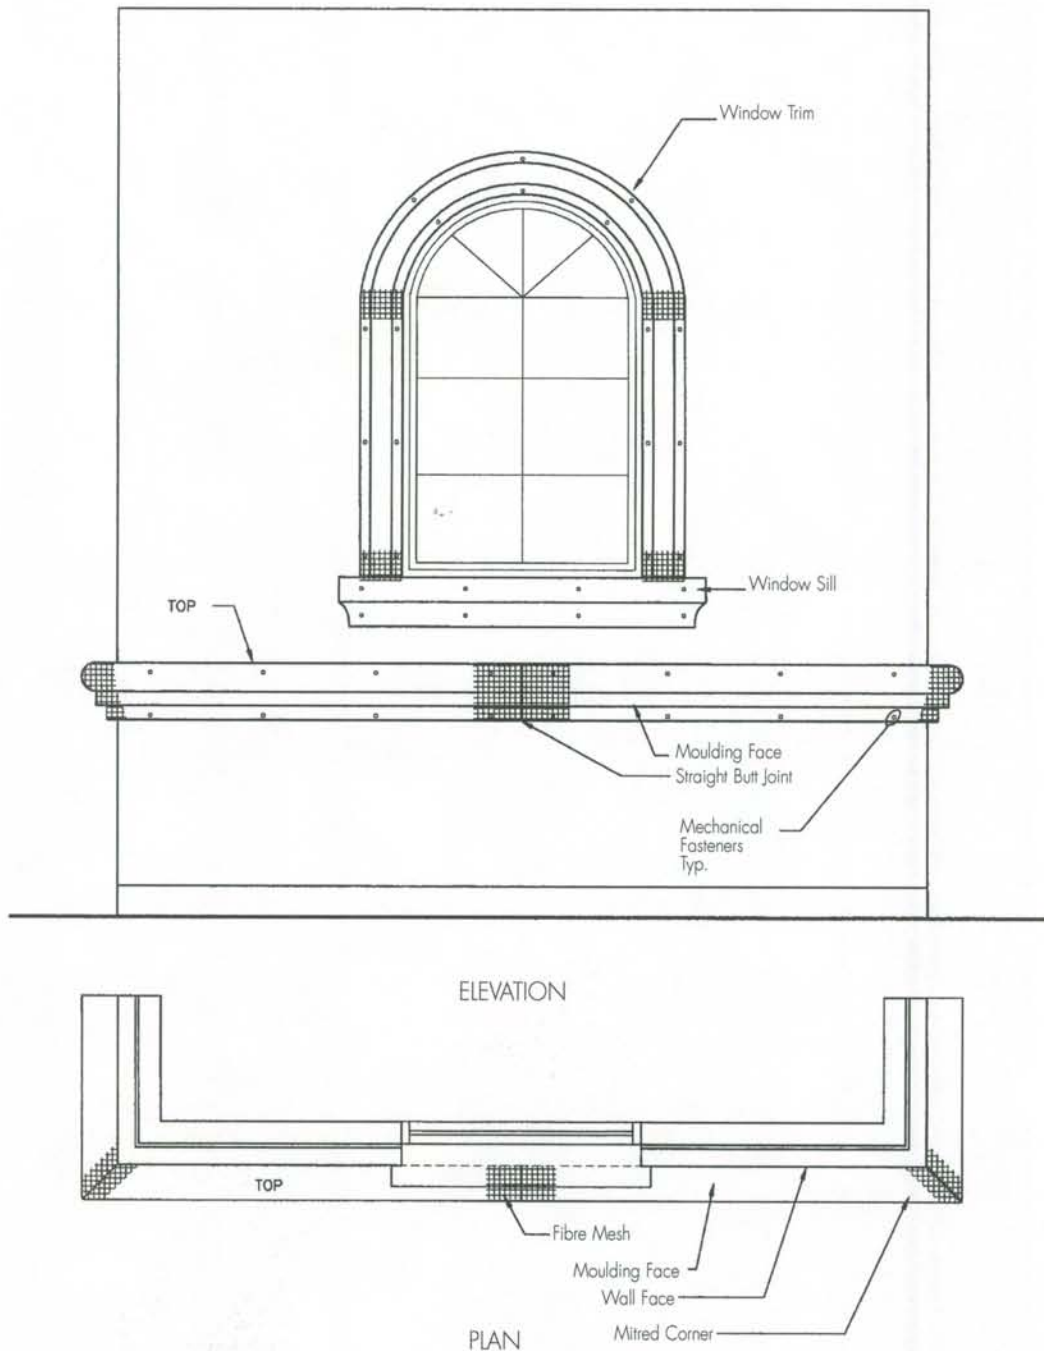 Window Trim
Window Sill
TOP
Moulding Face
Straight Butt Joint
Mechanical
Fasteners
Typ.
ELEVATION
TOP
Fibre Mesh
Moulding Face
Wall Face
Mitred Corner
PLAN